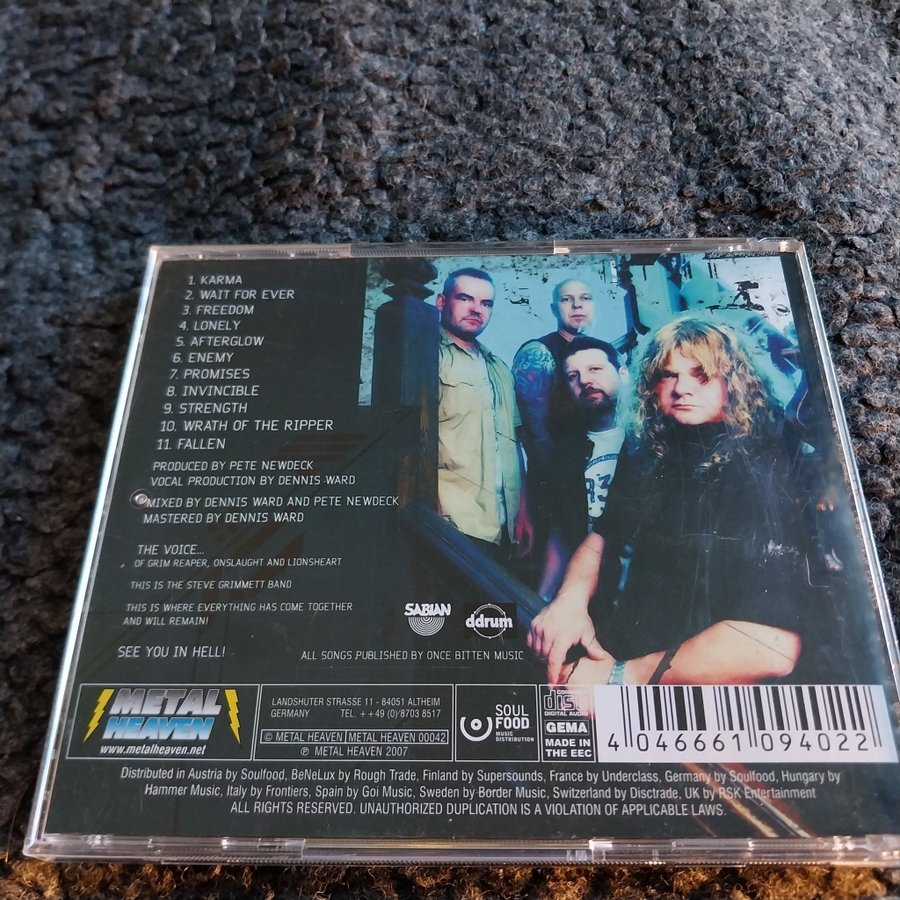 1. KARMA
2. WAIT FOR EVER
3. FREEDOM
4. LONELY
5. AFTERGLOW
6. ENEMY
7. PROMISES
8. INVINCIBLE
9. STRENGTH
10. WRATH OF THE RIPPER
11. FALLEN
PRODUCED BY PETE NEWDECK
VOCAL PRODUCTION BY DENNIS WARD
MIXED BY DENNIS WARD AND PETE NEWDECK
MASTERED BY DENNIS WARD
THE VOICE...
OF GRIM REAPER, ONSLAUGHT AND LIONSHEART
THIS IS THE STEVE GRIMMETT BAND
THIS IS WHERE EVERYTHING HAS COME TOGETHER
AND WILL REMAIN!
SEE YOU IN HELL!
SABIAN
ddrum
ALL SONGS PUBLISHED BY ONCE BITTEN MUSIC
METAL
HEAVEN
www.metalheaven.net
LANDSHUTER STRASSE 11 - 84051 ALTHEIM
GERMANY TEL. ++49 (0)'8703 8517
© METAL HEAVEN METAL HEAVEN 00042
℗ METAL HEAVEN 2007
SOUL
FOOD
MUSIC
DISTRIBUTION
COMPACT
disc
DIGITAL AUDIO
GEMA
MADE IN
THE EEC
4 046661 094022
Distributed in Austria by Soulfood, BeNeLux by Rough Trade, Finland by Supersounds, France by Underclass, Germany by Soulfood, Hungary by
Hammer Music, Italy by Frontiers, Spain by Goi Music, Sweden by Border Music, Switzerland by Disctrade, UK by RSK Entertainment
ALL RIGHTS RESERVED. UNAUTHORIZED DUPLICATION IS A VIOLATION OF APPLICABLE LAWS.